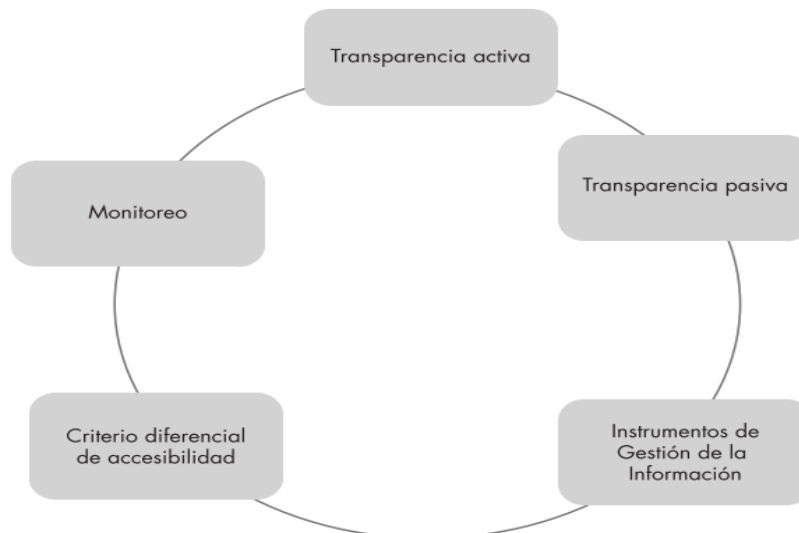 Transparencia activa
Transparencia pasiva
Monitoreo
Criterio diferencial
de accesibilidad
Instrumentos de
Gestión de la
Información